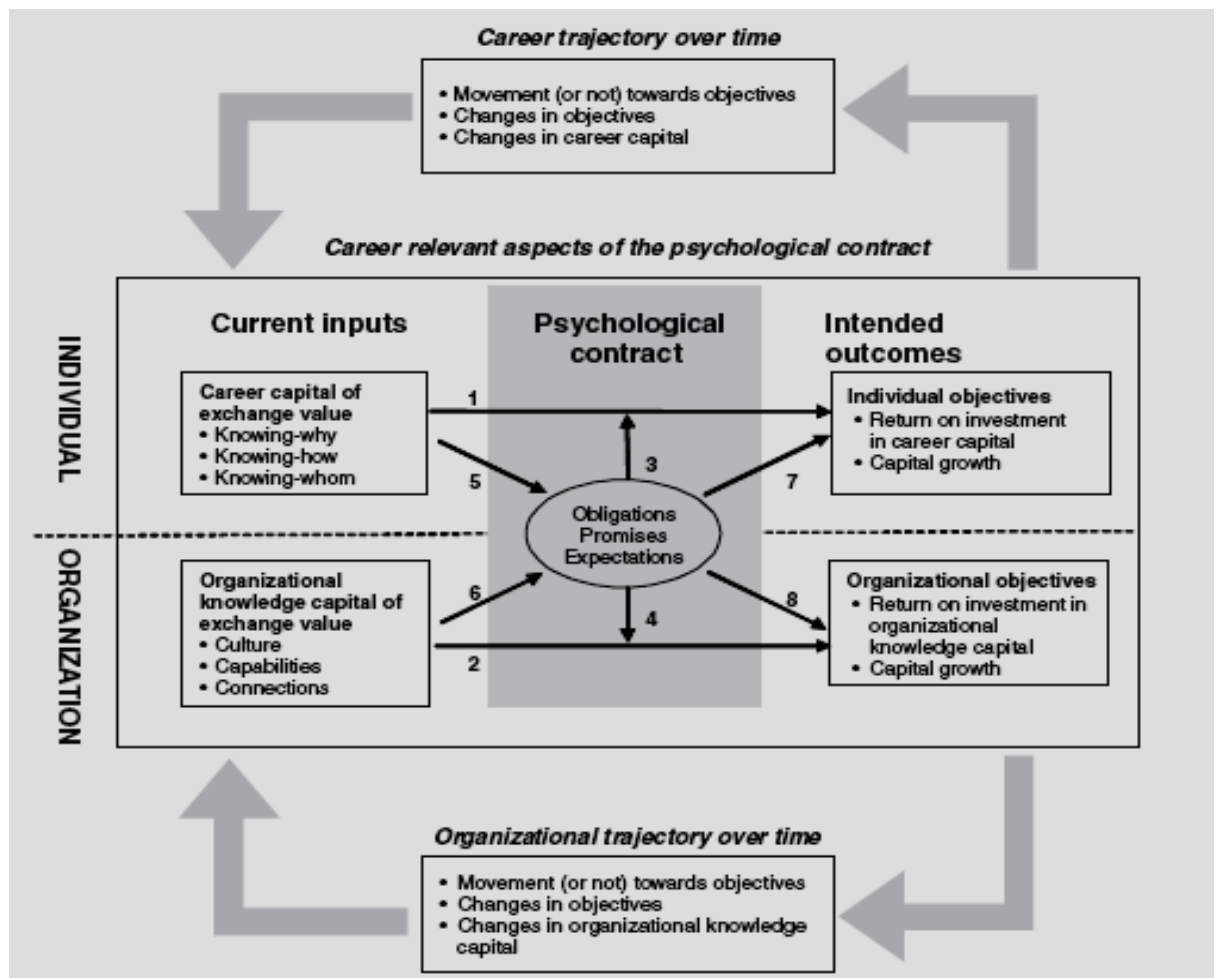 Career trajectory over time
• Movement (or not) towards objectives
• Changes in objectives
• Changes in career capital
Career relevant aspects of the psychological contract
INDIVIDUAL
ORGANIZATION
Current inputs
Psychological
contract
Intended
outcomes
Career capital of
exchange value
• Knowing-why
• Knowing-how
• Knowing-whom
1
5
3
7
Individual objectives
• Return on investment
in career capital
• Capital growth
Obligations
Promises
Expectations
Organizational
knowledge capital of
exchange value
• Culture
• Capabilities
• Connections
6
2
4
8
Organizational objectives
• Return on investment in
organizational
knowledge capital
• Capital growth
Organizational trajectory over time
• Movement (or not) towards objectives
• Changes in objectives
• Changes in organizational knowledge
capital